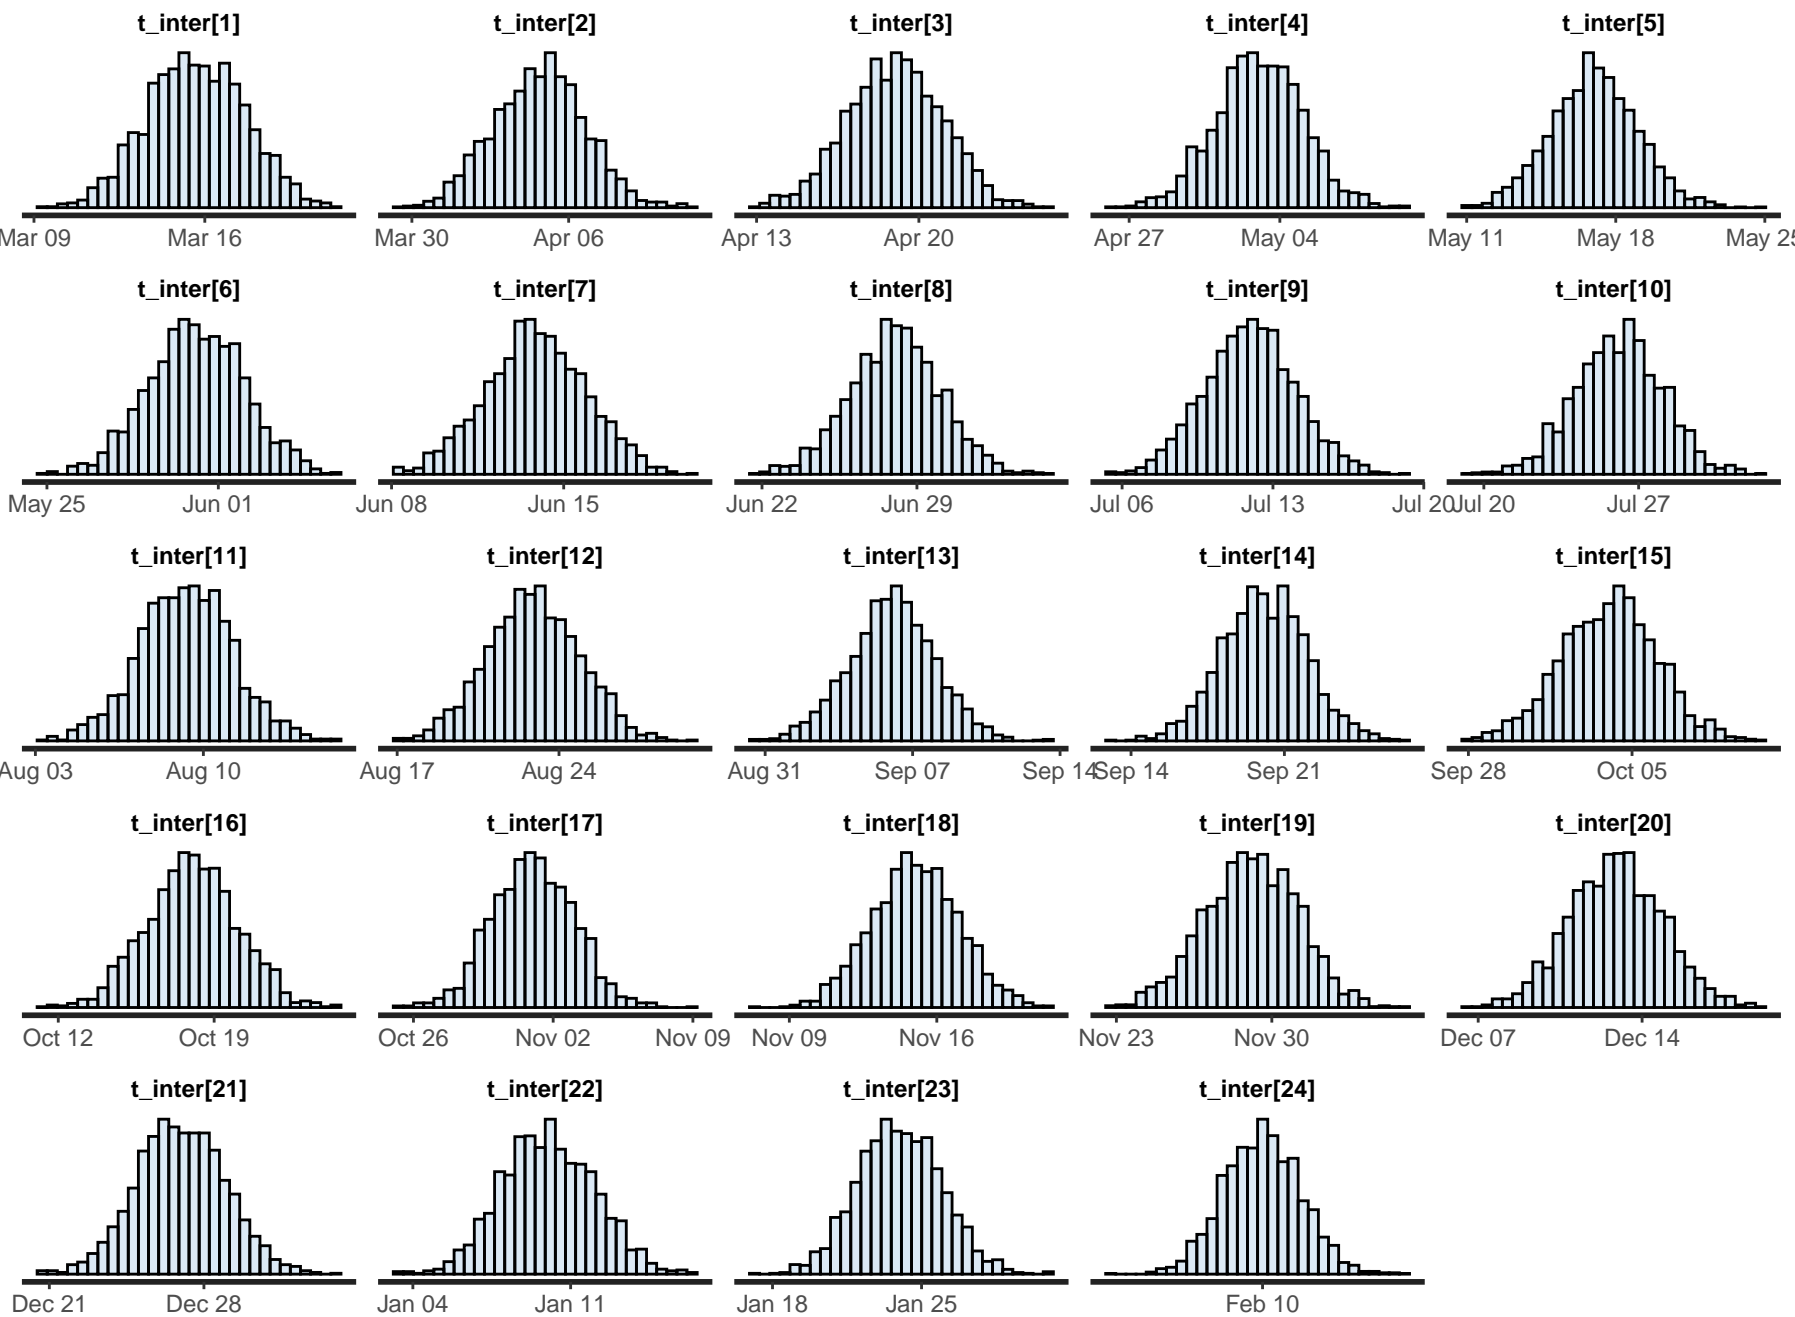 t_inter[1] t_inter[2] t_inter[3] t_inter[4] t_inter[5]
Mar 09 Mar 16 Mar 30 Apr 06 Apr 13 Apr 20 Apr 27 May 04 May 11 May 18 May 25
t_inter[6] t_inter[7] t_inter[8] t_inter[9] t_inter[10]
May 25 Jun 01 Jun 08 Jun 15 Jun 22 Jun 29 Jul 06 Jul 13 Jul 20 Jul 20 Jul 27
t_inter[11] t_inter[12] t_inter[13] t_inter[14] t_inter[15]
Aug 03 Aug 10 Aug 17 Aug 24 Aug 31 Sep 07 Sep 14 Sep 14 Sep 21 Sep 28 Oct 05
t_inter[16] t_inter[17] t_inter[18] t_inter[19] t_inter[20]
Oct 12 Oct 19 Oct 26 Nov 02 Nov 09 Nov 09 Nov 16 Nov 23 Nov 30 Dec 07 Dec 14
t_inter[21] t_inter[22] t_inter[23] t_inter[24]
Dec 21 Dec 28 Jan 04 Jan 11 Jan 18 Jan 25 Feb 10